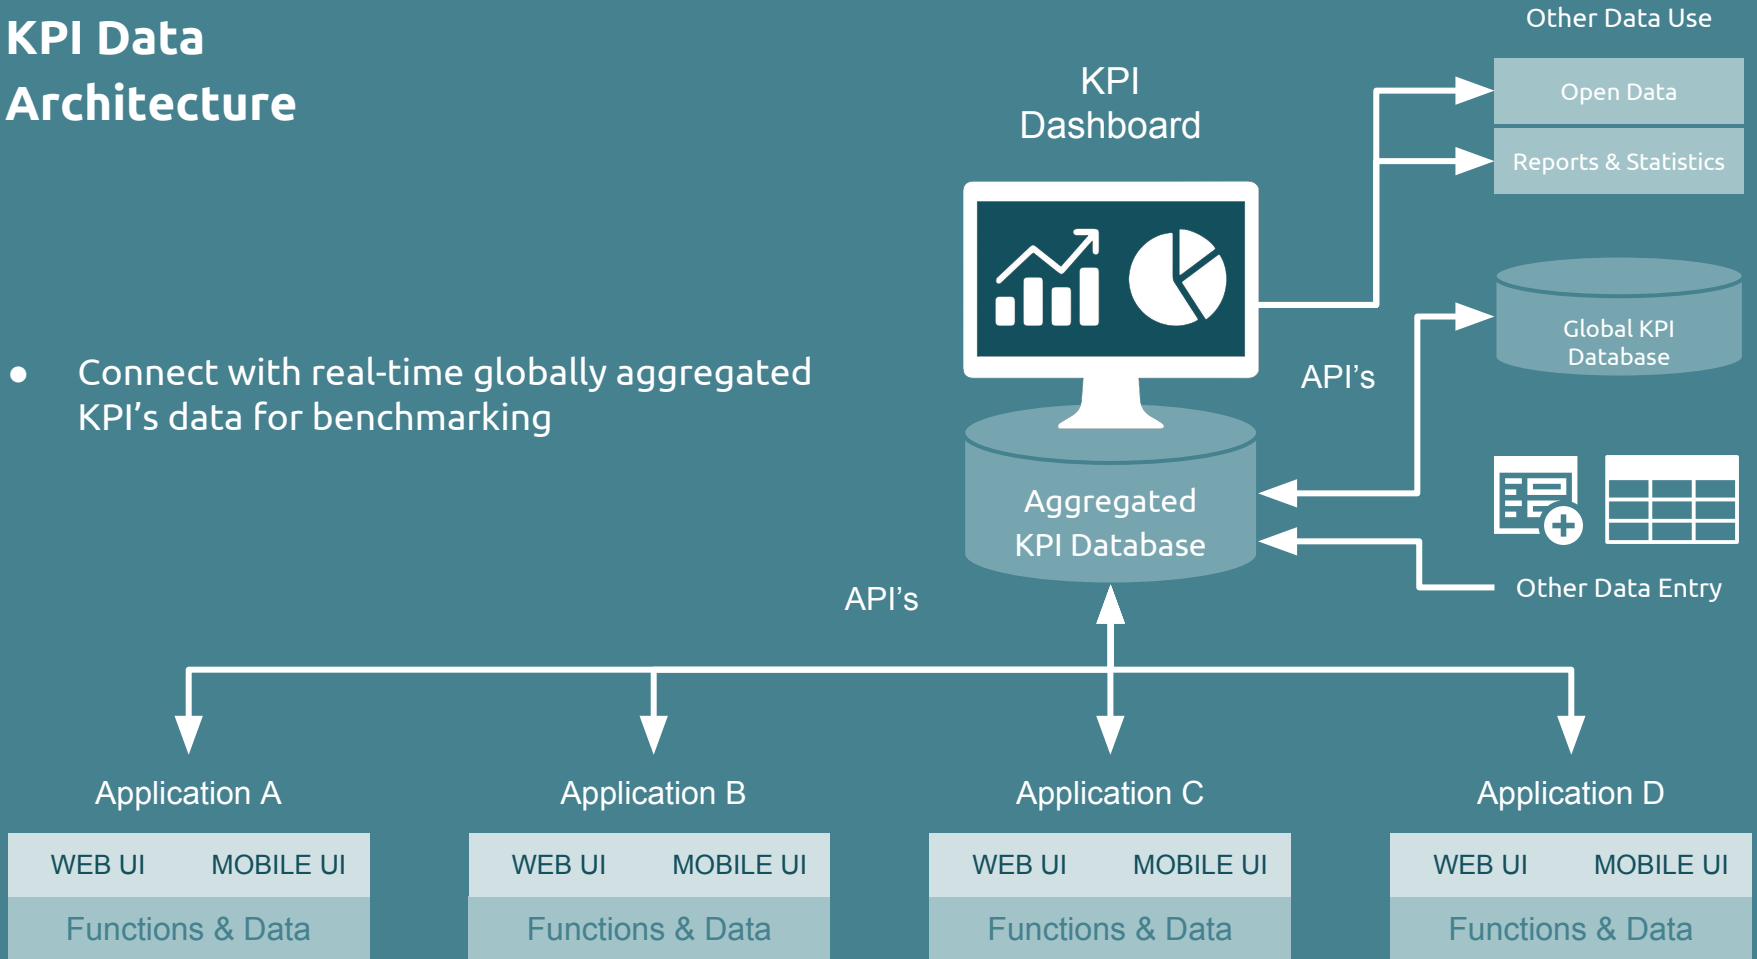 KPI Data
Architecture
Other Data Use
KPI
Dashboard
Open Data
Reports & Statistics
Global KPI
Database
● Connect with real-time globally aggregated
KPI’s data for benchmarking
API’s
Aggregated
KPI Database
Other Data Entry
API’s
Application A
Application B
Application C
Application D
WEB UI MOBILE UI
WEB UI MOBILE UI
WEB UI MOBILE UI
WEB UI MOBILE UI
Functions & Data
Functions & Data
Functions & Data
Functions & Data